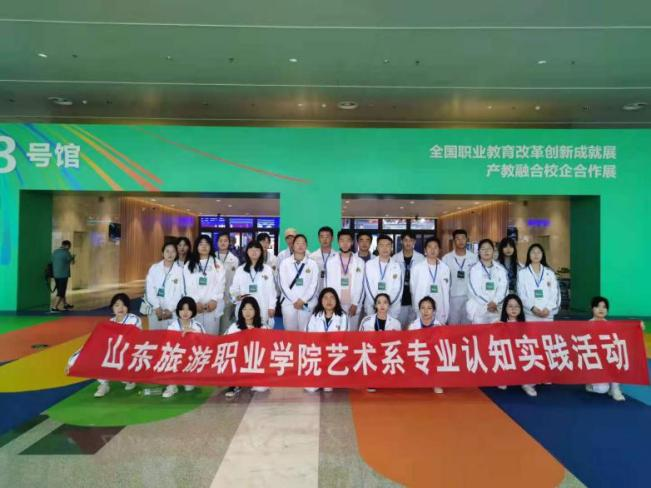 8号馆
全国职业教育改革创新成就展
产教融合校企合作展
山东旅游职业学院艺术系专业认知实践活动